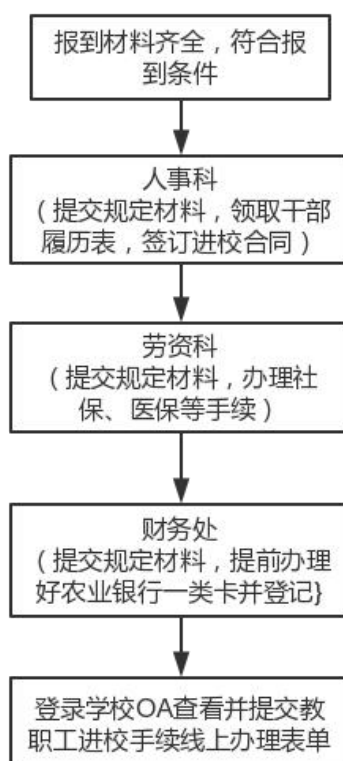 报到材料齐全，符合报
到条件
人事科
（提交规定材料，领取干部
履历表，签订进校合同）
劳资科
（提交规定材料，办理社
保、医保等手续）
财务处
（提交规定材料，提前办理
好农业银行一类卡并登记}
登录学校OA查看并提交教
职工进校手续线上办理表单